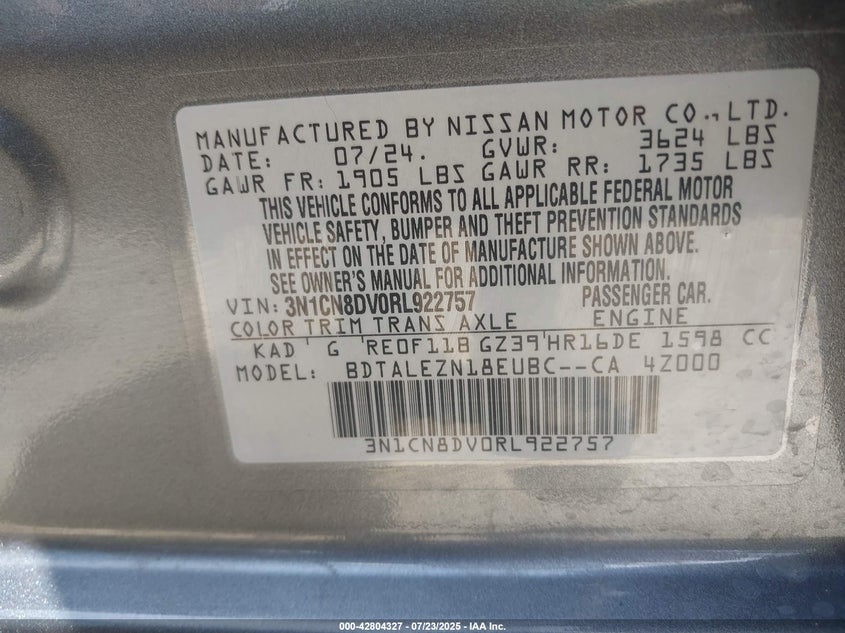 MANUFACTURED BY NISSAN MOTOR CO., LTD.
DATE: 07/24. GVWR: 3624 LBS
GAWR FR: 1905 LBS GAWR RR: 1735 LBS
THIS VEHICLE CONFORMS TO ALL APPLICABLE FEDERAL MOTOR
VEHICLE SAFETY, BUMPER AND THEFT PREVENTION STANDARDS
IN EFFECT ON THE DATE OF MANUFACTURE SHOWN ABOVE.
SEE OWNER'S MANUAL FOR ADDITIONAL INFORMATION.
VIN: 3N1CN8DV0RL922757 PASSENGER CAR.
COLOR TRIM TRANS AXLE ENGINE
KAD G RE0F11B GZ39 HR16DE 1598 CC
MODEL: BDTALEZN18EUBC--CA 4Z000
3N1CN8DV0RL922757
000-42804327 - 07/23/2025 - IAA Inc.